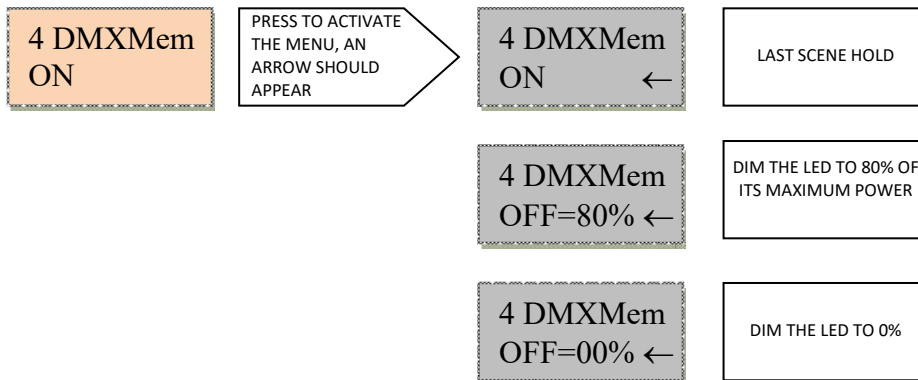 4 DMXMem
ON
PRESS TO ACTIVATE
THE MENU, AN
ARROW SHOULD
APPEAR
4 DMXMem
ON ←
LAST SCENE HOLD
4 DMXMem
OFF=80% ←
DIM THE LED TO 80% OF
ITS MAXIMUM POWER
4 DMXMem
OFF=00% ←
DIM THE LED TO 0%